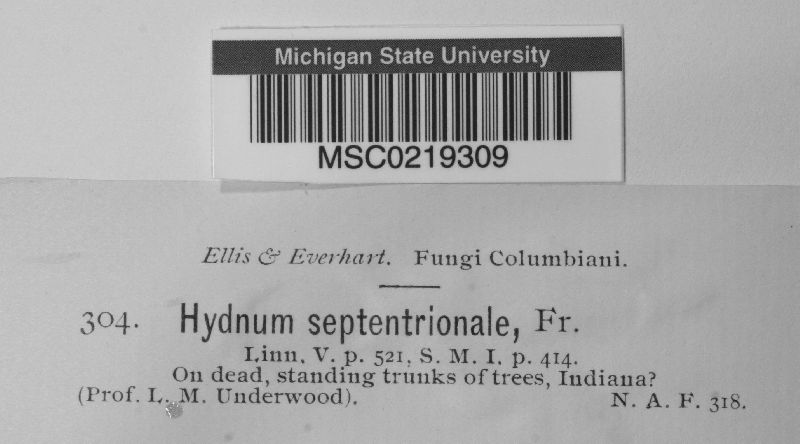 Michigan State University
MSC0219309
Ellis & Everhart. Fungi Columbiani.
304. Hydnum septentrionale, Fr.
Linn, V. p. 521, S. M. I, p. 414.
On dead, standing trunks of trees, Indiana?
(Prof. L. M. Underwood). N. A. F. 318.